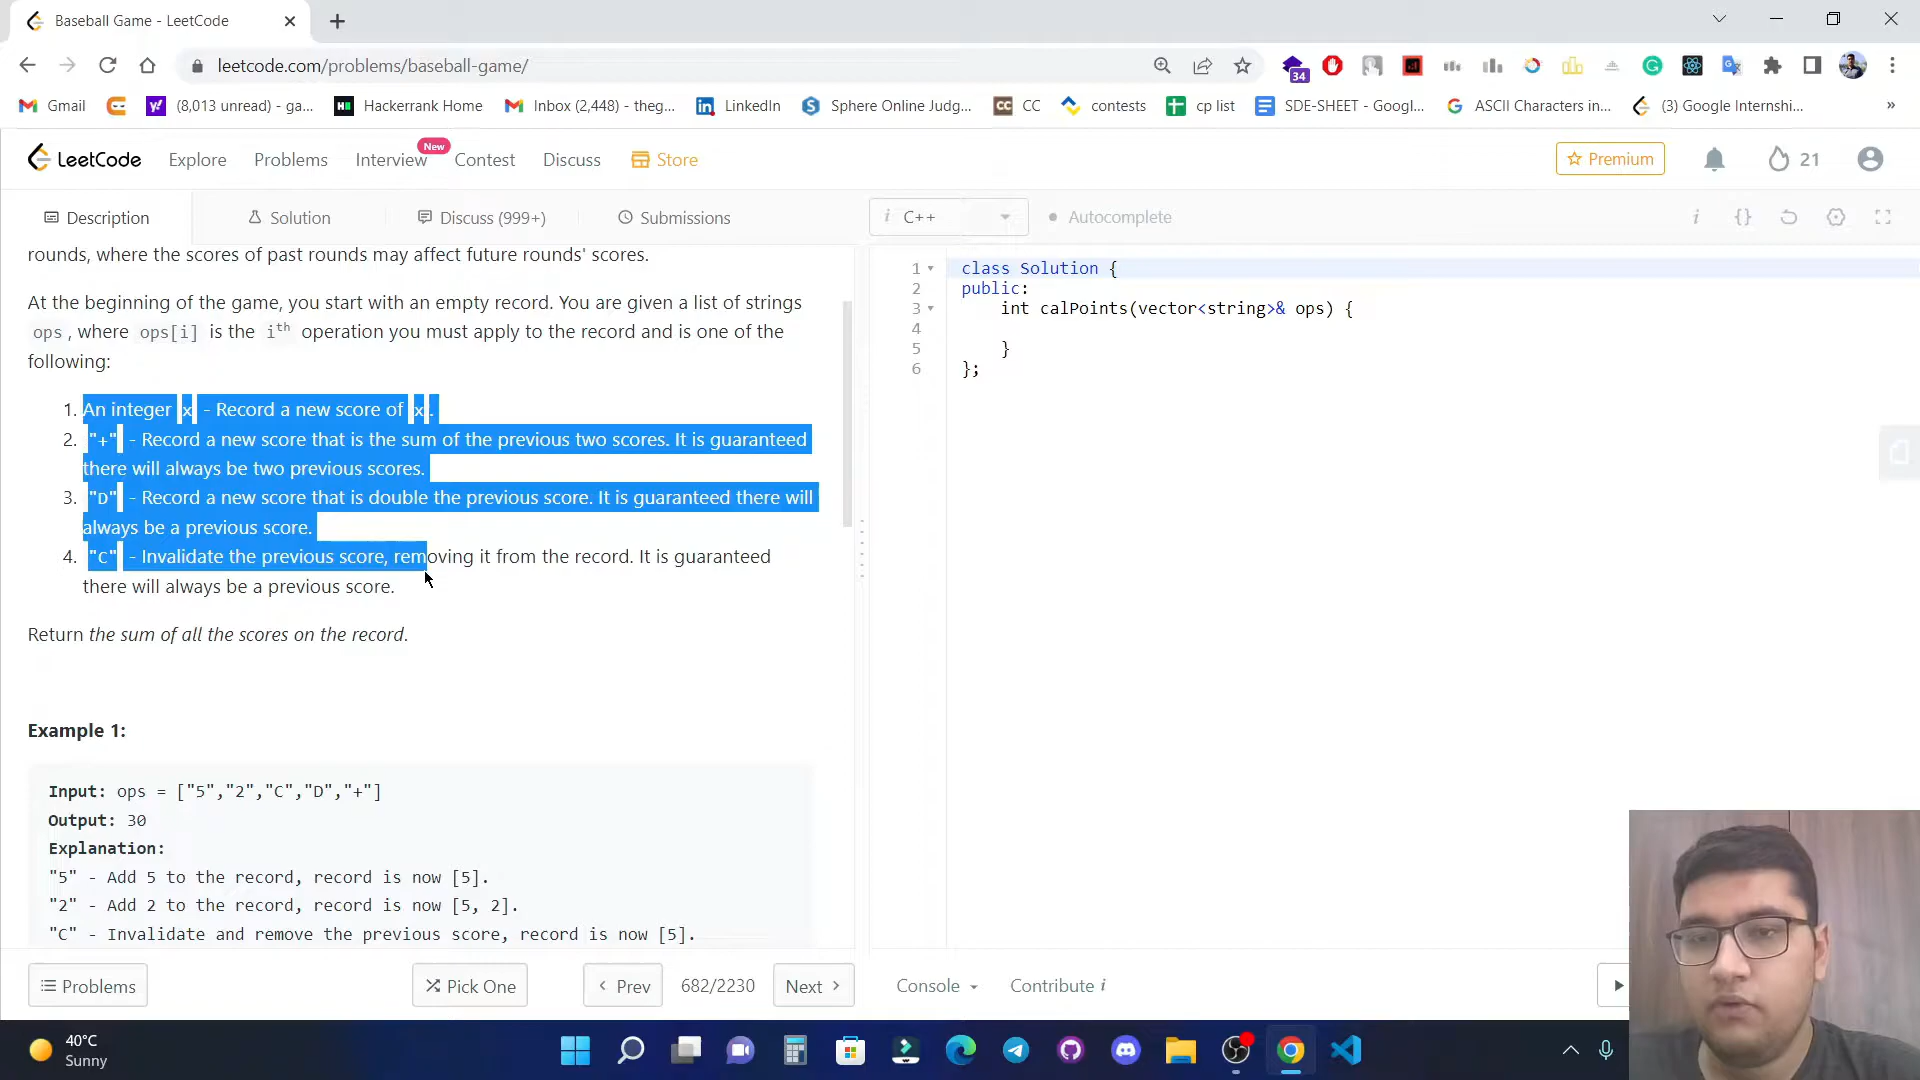 Baseball Game - LeetCode
leetcode.com/problems/baseball-game/
34
Gmail
(8,013 unread) - ga...
Hackerrank Home
Inbox (2,448) - theg...
LinkedIn
Sphere Online Judg...
CC
contests
cp list
SDE-SHEET - Googl...
ASCII Characters in...
(3) Google Internshi...
LeetCode
Explore
Problems
Interview
New
Contest
Discuss
Store
Premium
21
Description
Solution
Discuss (999+)
Submissions
i C++
Autocomplete
rounds, where the scores of past rounds may affect future rounds' scores.
At the beginning of the game, you start with an empty record. You are given a list of strings
ops, where ops[i] is the ith operation you must apply to the record and is one of the
following:
1. An integer x - Record a new score of x.
2. "+" - Record a new score that is the sum of the previous two scores. It is guaranteed
there will always be two previous scores.
3. "D" - Record a new score that is double the previous score. It is guaranteed there will
always be a previous score.
4. "C" - Invalidate the previous score, removing it from the record. It is guaranteed
there will always be a previous score.
Return the sum of all the scores on the record.
Example 1:
Input: ops = ["5","2","C","D","+"]
Output: 30
Explanation:
"5" - Add 5 to the record, record is now [5].
"2" - Add 2 to the record, record is now [5, 2].
"C" - Invalidate and remove the previous score, record is now [5].
1 class Solution {
2 public:
3 int calPoints(vector<string>& ops) {
4
5 }
6 };
Problems
Pick One
Prev
682/2230
Next
Console
Contribute i
40°C
Sunny